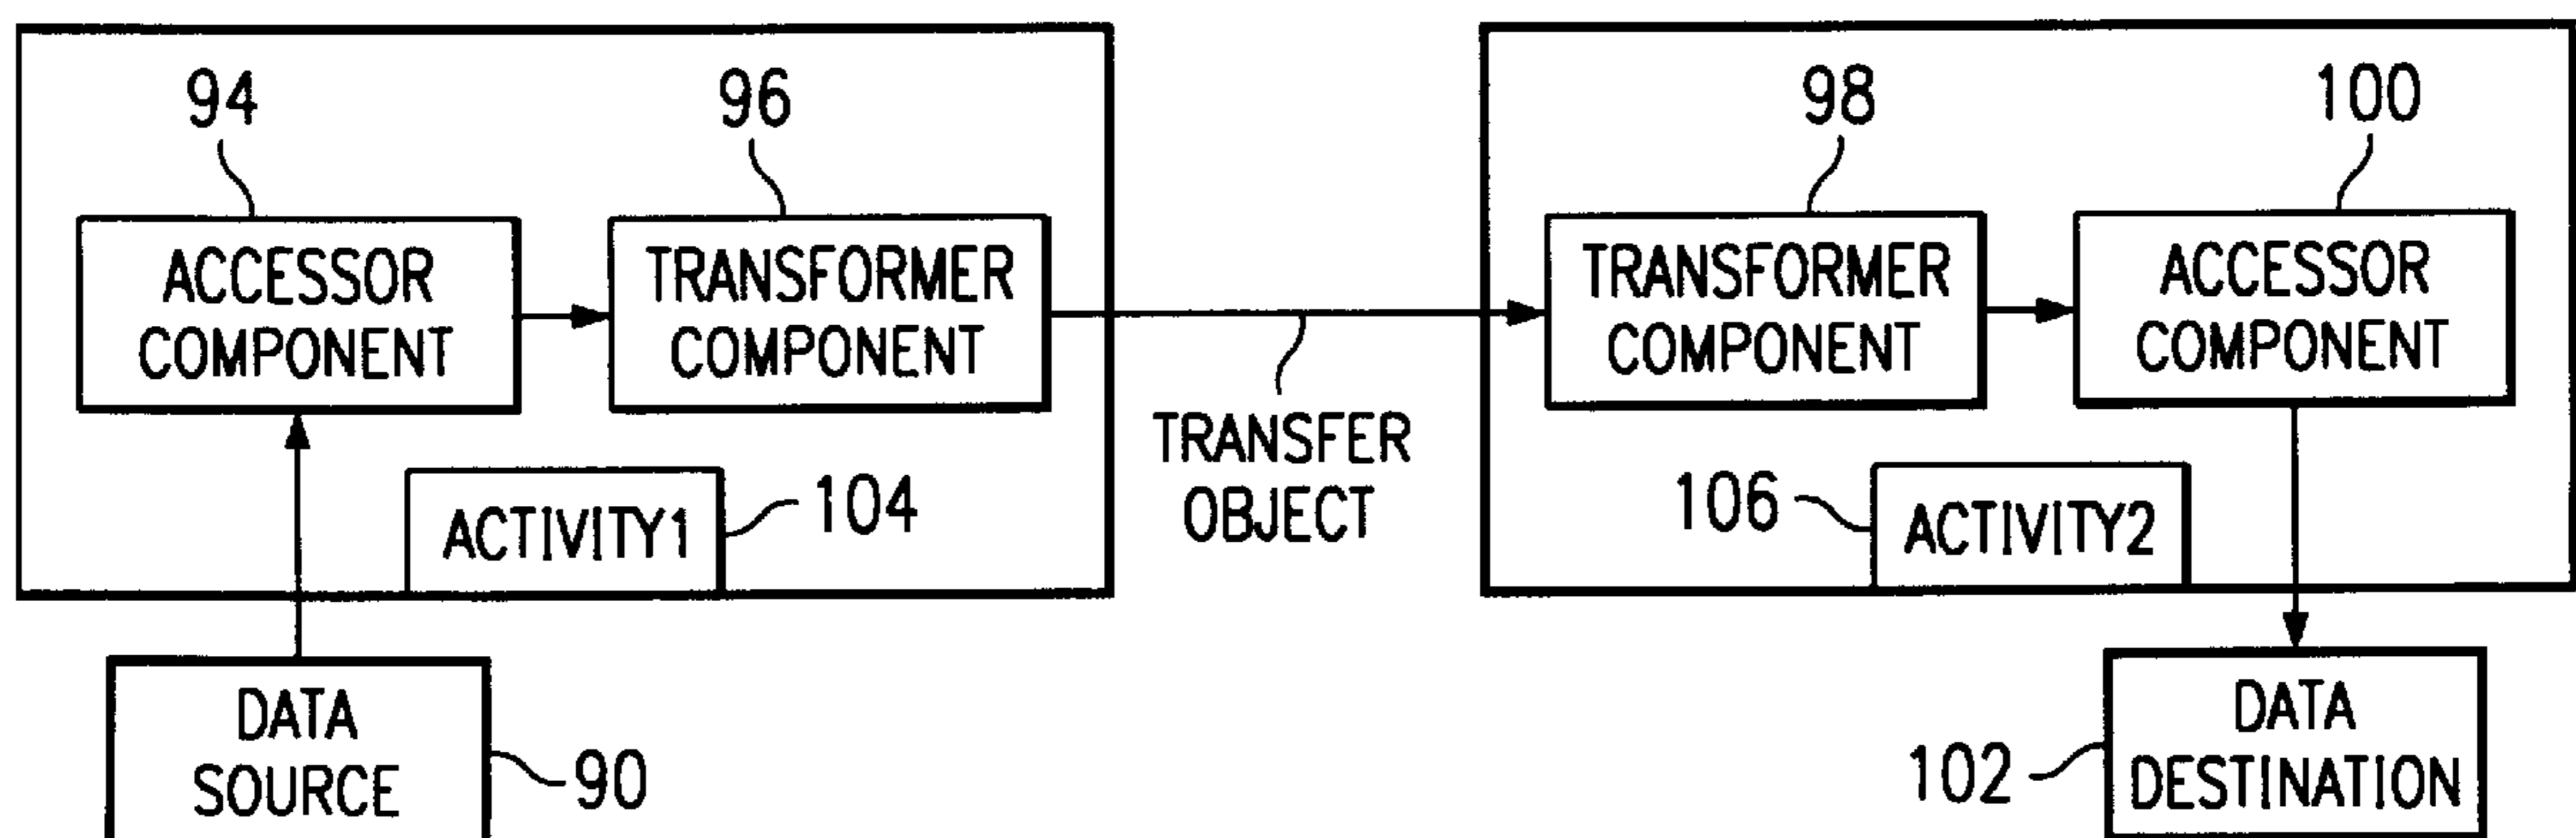 94
96
ACCESSOR
COMPONENT
TRANSFORMER
COMPONENT
ACTIVITY1
104
DATA
SOURCE
90
TRANSFER
OBJECT
98
100
TRANSFORMER
COMPONENT
ACCESSOR
COMPONENT
106
ACTIVITY2
102
DATA
DESTINATION